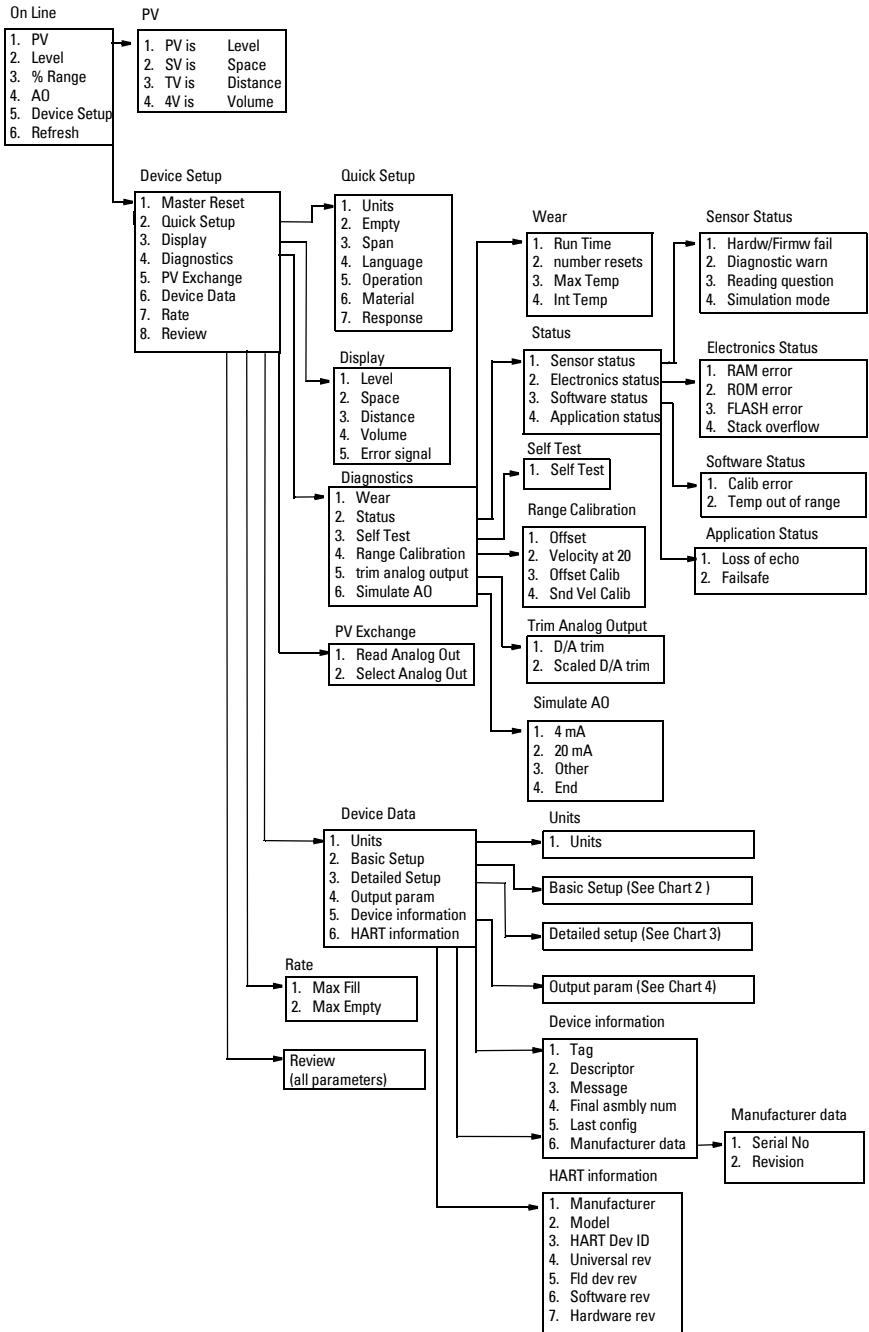 On Line
1. PV
2. Level
3. % Range
4. AO
5. Device Setup
6. Refresh
PV
1. PV is Level
2. SV is Space
3. TV is Distance
4. 4V is Volume
Device Setup
1. Master Reset
2. Quick Setup
3. Display
4. Diagnostics
5. PV Exchange
6. Device Data
7. Rate
8. Review
Quick Setup
1. Units
2. Empty
3. Span
4. Language
5. Operation
6. Material
7. Response
Display
1. Level
2. Space
3. Distance
4. Volume
5. Error signal
Diagnostics
1. Wear
2. Status
3. Self Test
4. Range Calibration
5. trim analog output
6. Simulate AO
PV Exchange
1. Read Analog Out
2. Select Analog Out
Wear
1. Run Time
2. number resets
3. Max Temp
4. Int Temp
Status
1. Sensor status
2. Electronics status
3. Software status
4. Application status
Self Test
1. Self Test
Range Calibration
1. Offset
2. Velocity at 20
3. Offset Calib
4. Snd Vel Calib
Trim Analog Output
1. D/A trim
2. Scaled D/A trim
Simulate AO
1. 4 mA
2. 20 mA
3. Other
4. End
Sensor Status
1. Hardw/Firmw fail
2. Diagnostic warn
3. Reading question
4. Simulation mode
Electronics Status
1. RAM error
2. ROM error
3. FLASH error
4. Stack overflow
Software Status
1. Calib error
2. Temp out of range
Application Status
1. Loss of echo
2. Failsafe
Device Data
1. Units
2. Basic Setup
3. Detailed Setup
4. Output param
5. Device information
6. HART information
Rate
1. Max Fill
2. Max Empty
Review
(all parameters)
Units
1. Units
Basic Setup (See Chart 2 )
Detailed setup (See Chart 3)
Output param (See Chart 4)
Device information
1. Tag
2. Descriptor
3. Message
4. Final asmbly num
5. Last config
6. Manufacturer data
Manufacturer data
1. Serial No
2. Revision
HART information
1. Manufacturer
2. Model
3. HART Dev ID
4. Universal rev
5. Fld dev rev
6. Software rev
7. Hardware rev